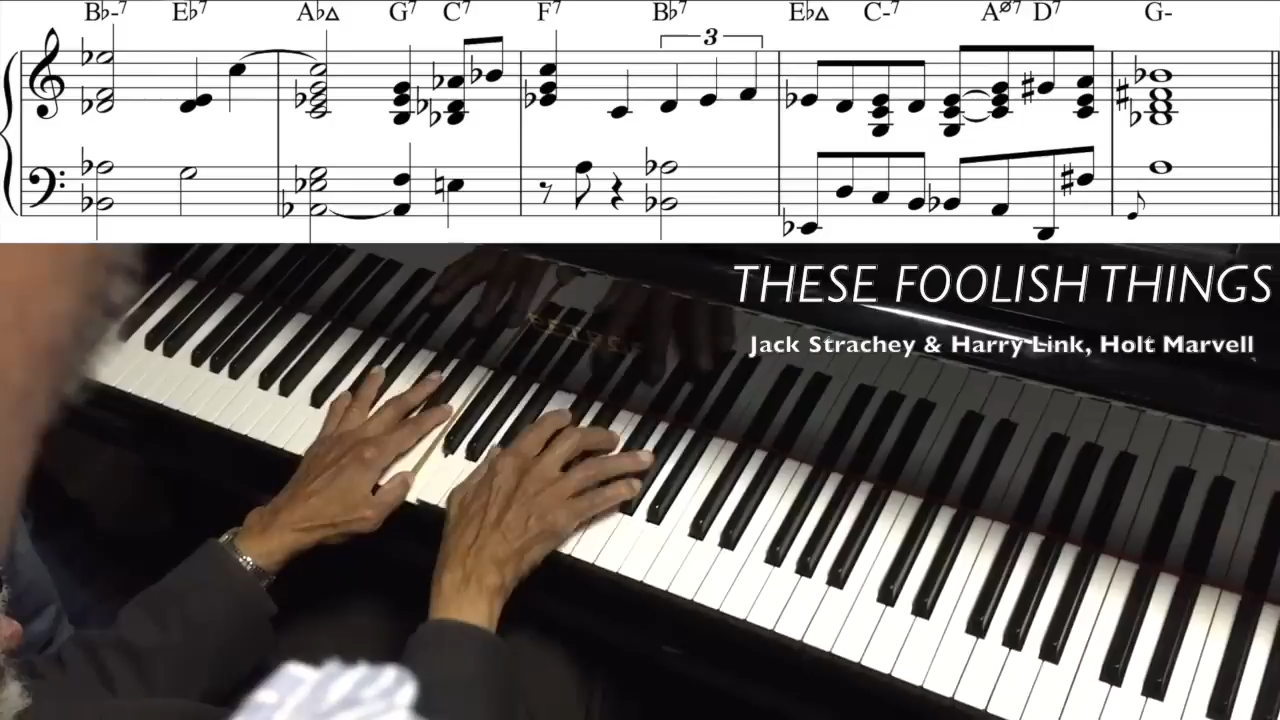 B♭-7 E♭7 A♭△ G7 C7 F7 B♭7 E♭△ C-7 Aø7 D7 G-
3
THESE FOOLISH THINGS
Jack Strachey & Harry Link, Holt Marvell